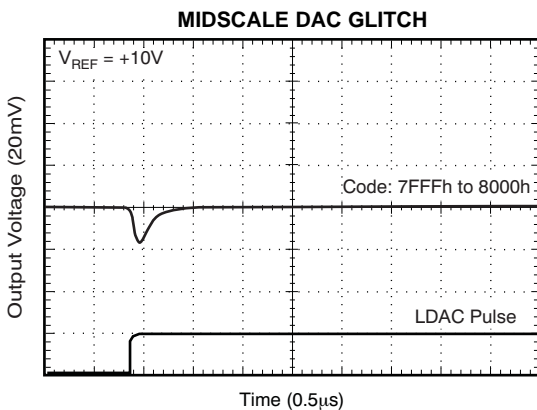 MIDSCALE DAC GLITCH
V_REF = +10V
Output Voltage (20mV)
Code: 7FFFh to 8000h
LDAC Pulse
Time (0.5μs)